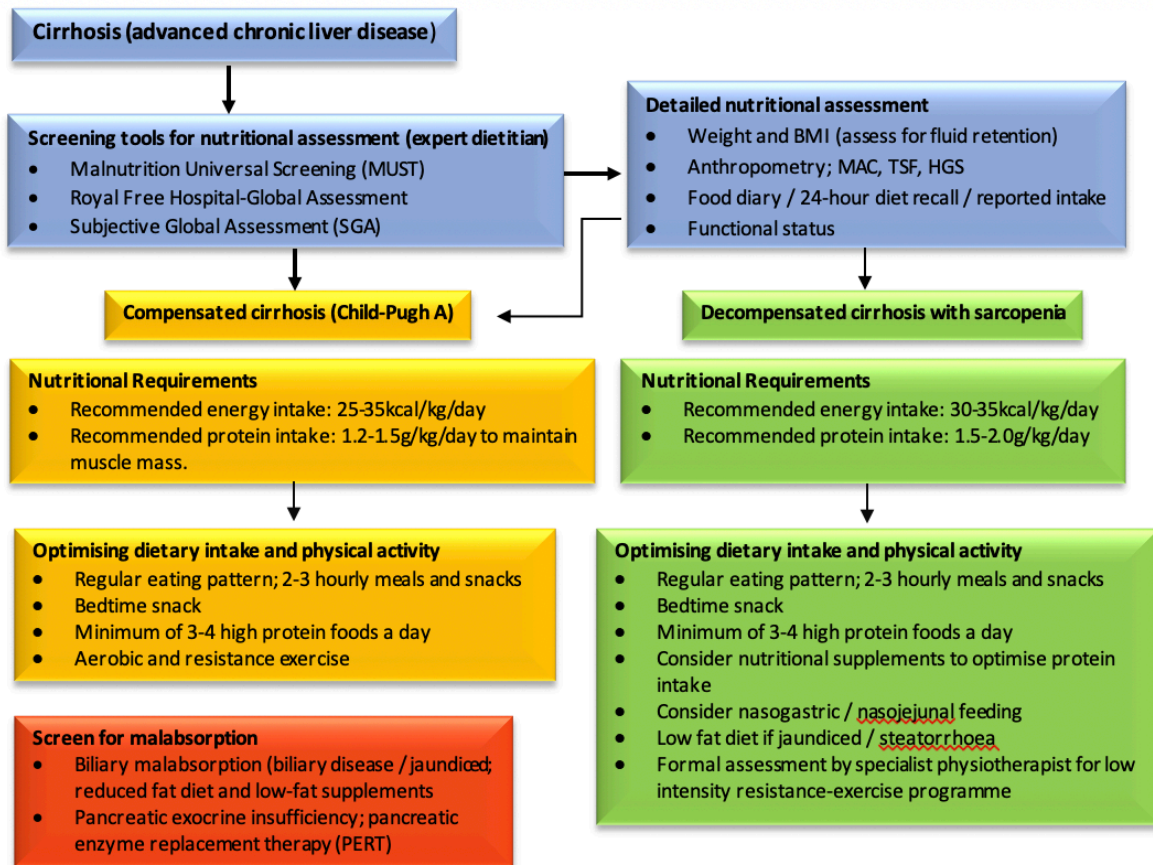 Cirrhosis (advanced chronic liver disease)
Screening tools for nutritional assessment (expert dietitian)
• Malnutrition Universal Screening (MUST)
• Royal Free Hospital-Global Assessment
• Subjective Global Assessment (SGA)
Detailed nutritional assessment
• Weight and BMI (assess for fluid retention)
• Anthropometry; MAC, TSF, HGS
• Food diary / 24-hour diet recall / reported intake
• Functional status
Compensated cirrhosis (Child-Pugh A)
Decompensated cirrhosis with sarcopenia
Nutritional Requirements
• Recommended energy intake: 25-35kcal/kg/day
• Recommended protein intake: 1.2-1.5g/kg/day to maintain
muscle mass.
Nutritional Requirements
• Recommended energy intake: 30-35kcal/kg/day
• Recommended protein intake: 1.5-2.0g/kg/day
Optimising dietary intake and physical activity
• Regular eating pattern; 2-3 hourly meals and snacks
• Bedtime snack
• Minimum of 3-4 high protein foods a day
• Aerobic and resistance exercise
Optimising dietary intake and physical activity
• Regular eating pattern; 2-3 hourly meals and snacks
• Bedtime snack
• Minimum of 3-4 high protein foods a day
• Consider nutritional supplements to optimise protein
intake
• Consider nasogastric / nasojejunal feeding
• Low fat diet if jaundiced / steatorrhoea
• Formal assessment by specialist physiotherapist for low
intensity resistance-exercise programme
Screen for malabsorption
• Biliary malabsorption (biliary disease / jaundiced;
reduced fat diet and low-fat supplements
• Pancreatic exocrine insufficiency; pancreatic
enzyme replacement therapy (PERT)